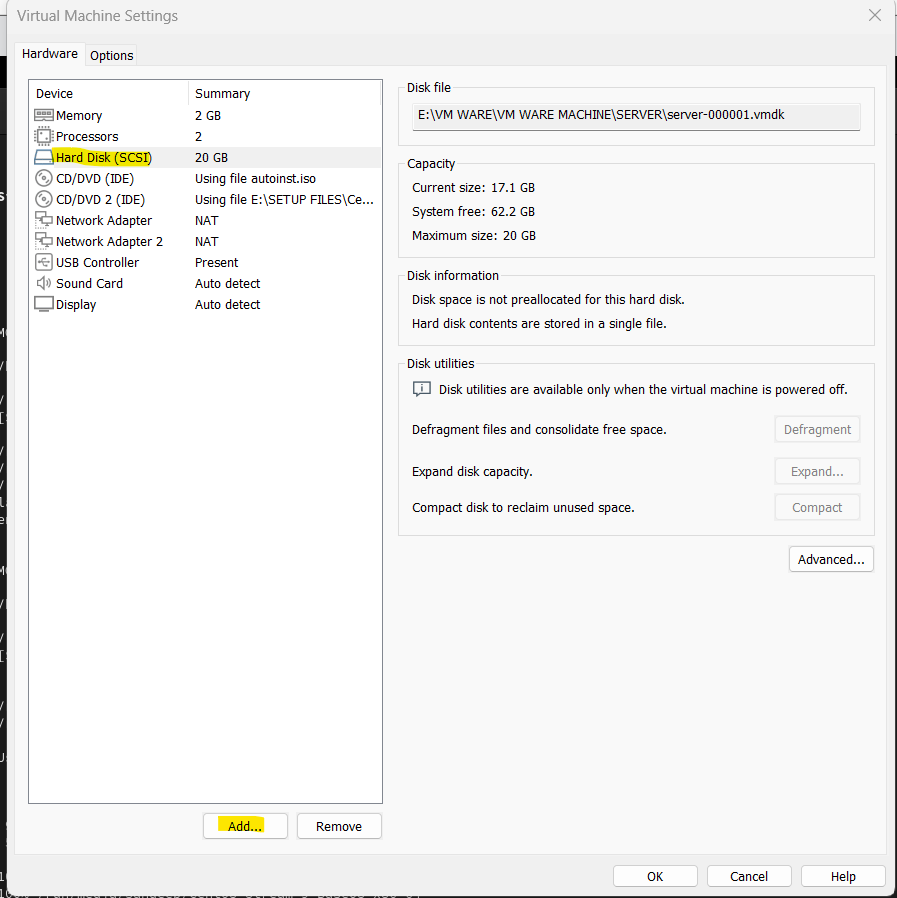 Virtual Machine Settings
Hardware
Options
Device Summary
Memory 2 GB
Processors 2
Hard Disk (SCSI) 20 GB
CD/DVD (IDE) Using file autoinst.iso
CD/DVD 2 (IDE) Using file E:\SETUP FILES\Ce...
Network Adapter NAT
Network Adapter 2 NAT
USB Controller Present
Sound Card Auto detect
Display Auto detect
Add...
Remove
Disk file
E:\VM WARE\VM WARE MACHINE\SERVER\server-000001.vmdk
Capacity
Current size: 17.1 GB
System free: 62.2 GB
Maximum size: 20 GB
Disk information
Disk space is not preallocated for this hard disk.
Hard disk contents are stored in a single file.
Disk utilities
Disk utilities are available only when the virtual machine is powered off.
Defragment files and consolidate free space. Defragment
Expand disk capacity. Expand...
Compact disk to reclaim unused space. Compact
Advanced...
OK
Cancel
Help